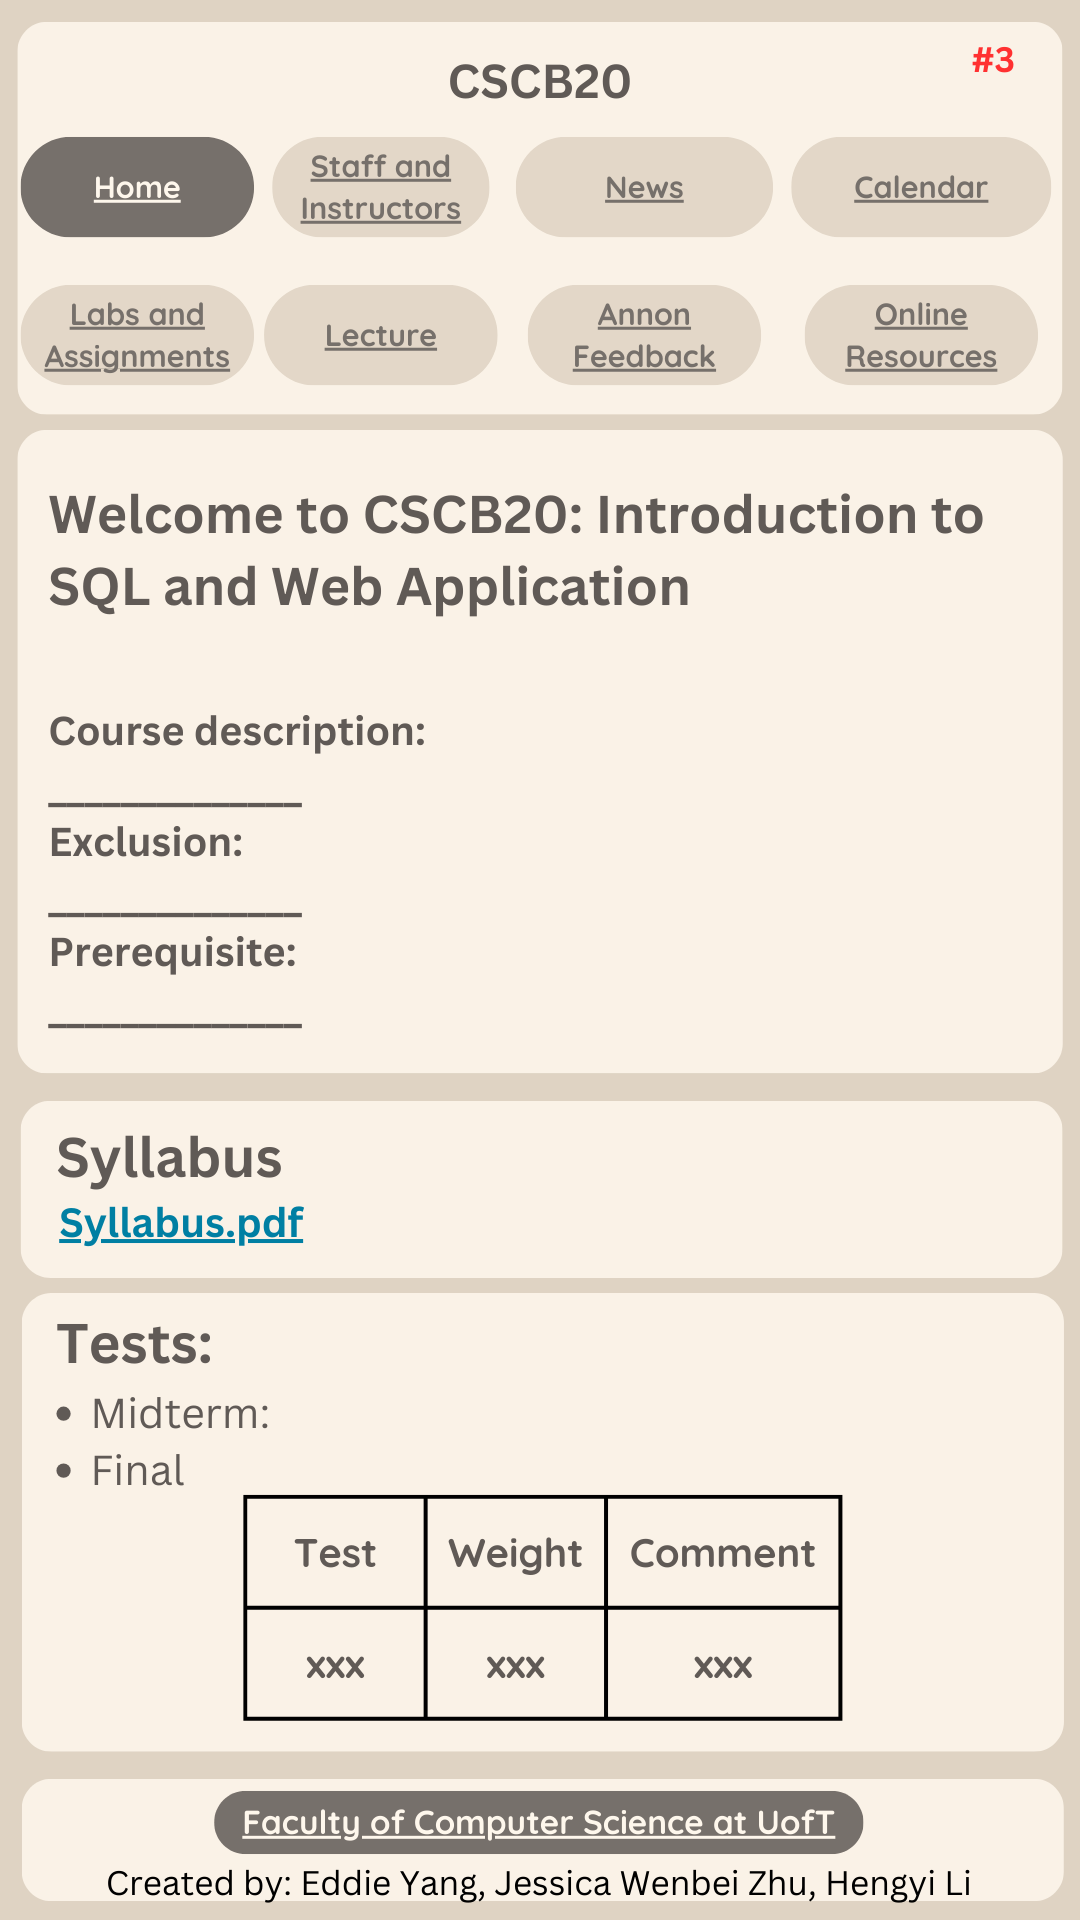 CSCB20
#3
Home
Staff and
Instructors
News
Calendar
Labs and
Assignments
Lecture
Annon
Feedback
Online
Resources
Welcome to CSCB20: Introduction to
SQL and Web Application
Course description:
______________
Exclusion:
______________
Prerequisite:
______________
Syllabus
Syllabus.pdf
Tests:
• Midterm:
• Final
Test Weight Comment
xxx xxx xxx
Faculty of Computer Science at UofT
Created by: Eddie Yang, Jessica Wenbei Zhu, Hengyi Li